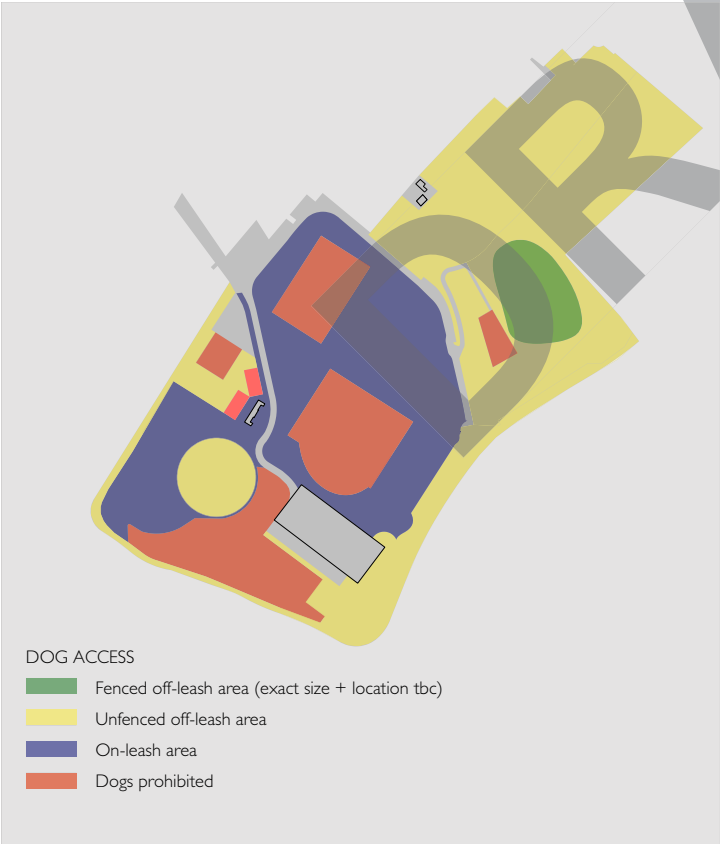 DR
DOG ACCESS
Fenced off-leash area (exact size + location tbc)
Unfenced off-leash area
On-leash area
Dogs prohibited